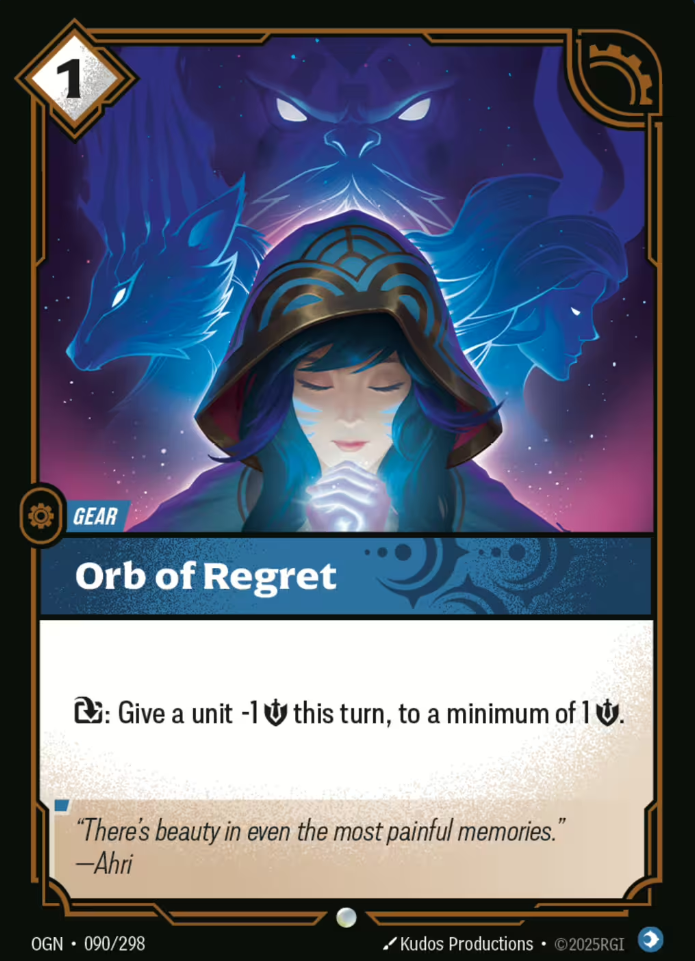 1
GEAR
Orb of Regret
: Give a unit -1 this turn, to a minimum of 1.
“There’s beauty in even the most painful memories.”
—Ahri
OGN • 090/298
Kudos Productions • ©2025RGI